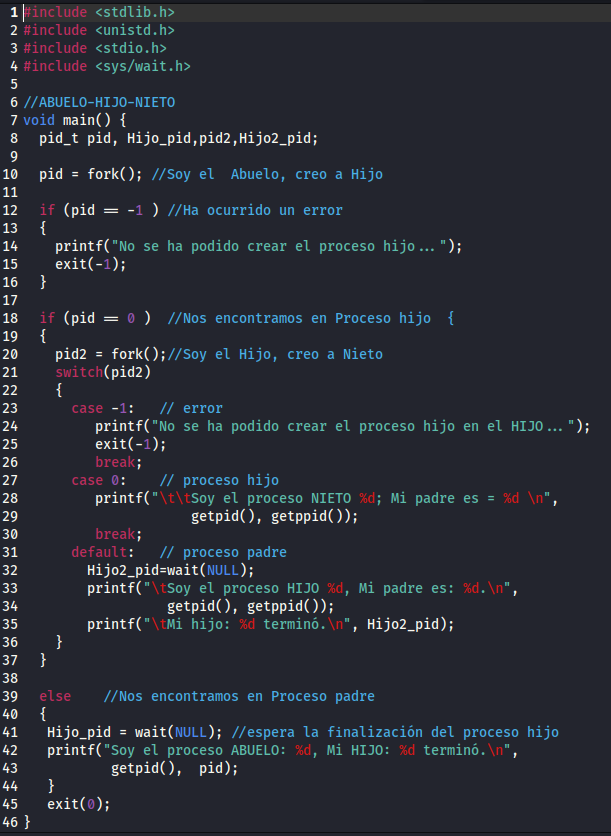 1 #include <stdlib.h>
2 #include <unistd.h>
3 #include <stdio.h>
4 #include <sys/wait.h>
5
6 //ABUELO-HIJO-NIETO
7 void main() {
8   pid_t pid, Hijo_pid,pid2,Hijo2_pid;
9
10   pid = fork(); //Soy el  Abuelo, creo a Hijo
11
12   if (pid == -1 ) //Ha ocurrido un error
13   {
14     printf("No se ha podido crear el proceso hijo...");
15     exit(-1);
16   }
17
18   if (pid == 0 )  //Nos encontramos en Proceso hijo  {
19   {
20     pid2 = fork();//Soy el Hijo, creo a Nieto
21     switch(pid2)
22     {
23       case -1:   // error
24          printf("No se ha podido crear el proceso hijo en el HIJO...");
25          exit(-1);
26          break;
27       case 0:    // proceso hijo
28          printf("\t\tSoy el proceso NIETO %d; Mi padre es = %d \n",
29                      getpid(), getppid());
30          break;
31       default:   // proceso padre
32         Hijo2_pid=wait(NULL);
33         printf("\tSoy el proceso HIJO %d, Mi padre es: %d.\n",
34                   getpid(), getppid());
35         printf("\tMi hijo: %d terminó.\n", Hijo2_pid);
36     }
37   }
38
39   else    //Nos encontramos en Proceso padre
40   {
41    Hijo_pid = wait(NULL); //espera la finalización del proceso hijo
42    printf("Soy el proceso ABUELO: %d, Mi HIJO: %d terminó.\n",
43            getpid(),  pid);
44    }
45    exit(0);
46 }